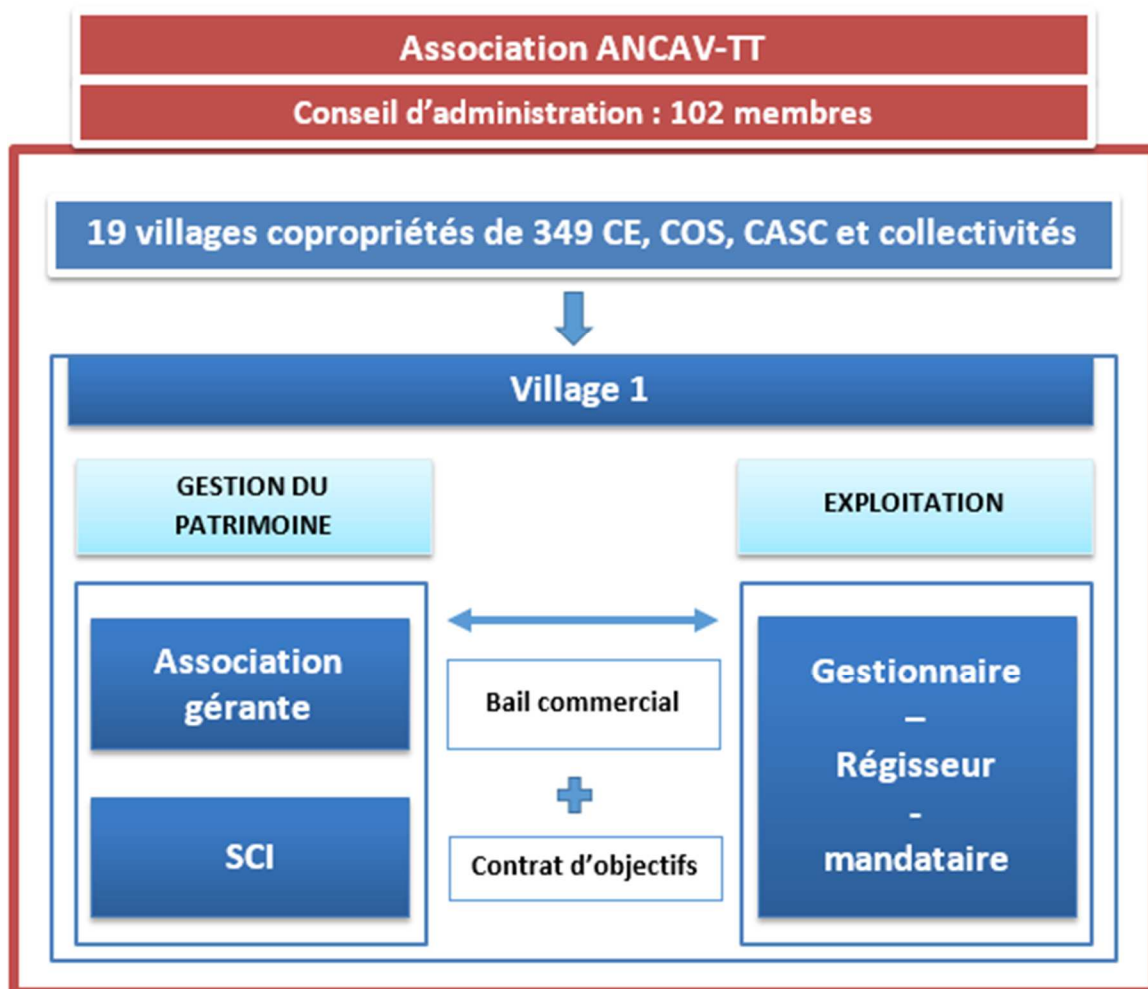 Association ANCAV-TT
Conseil d’administration : 102 membres
19 villages copropriétés de 349 CE, COS, CASC et collectivités
Village 1
GESTION DU
PATRIMOINE
EXPLOITATION
Association
gérante
SCI
Bail commercial
Contrat d’objectifs
Gestionnaire
–
Régisseur
-
mandataire